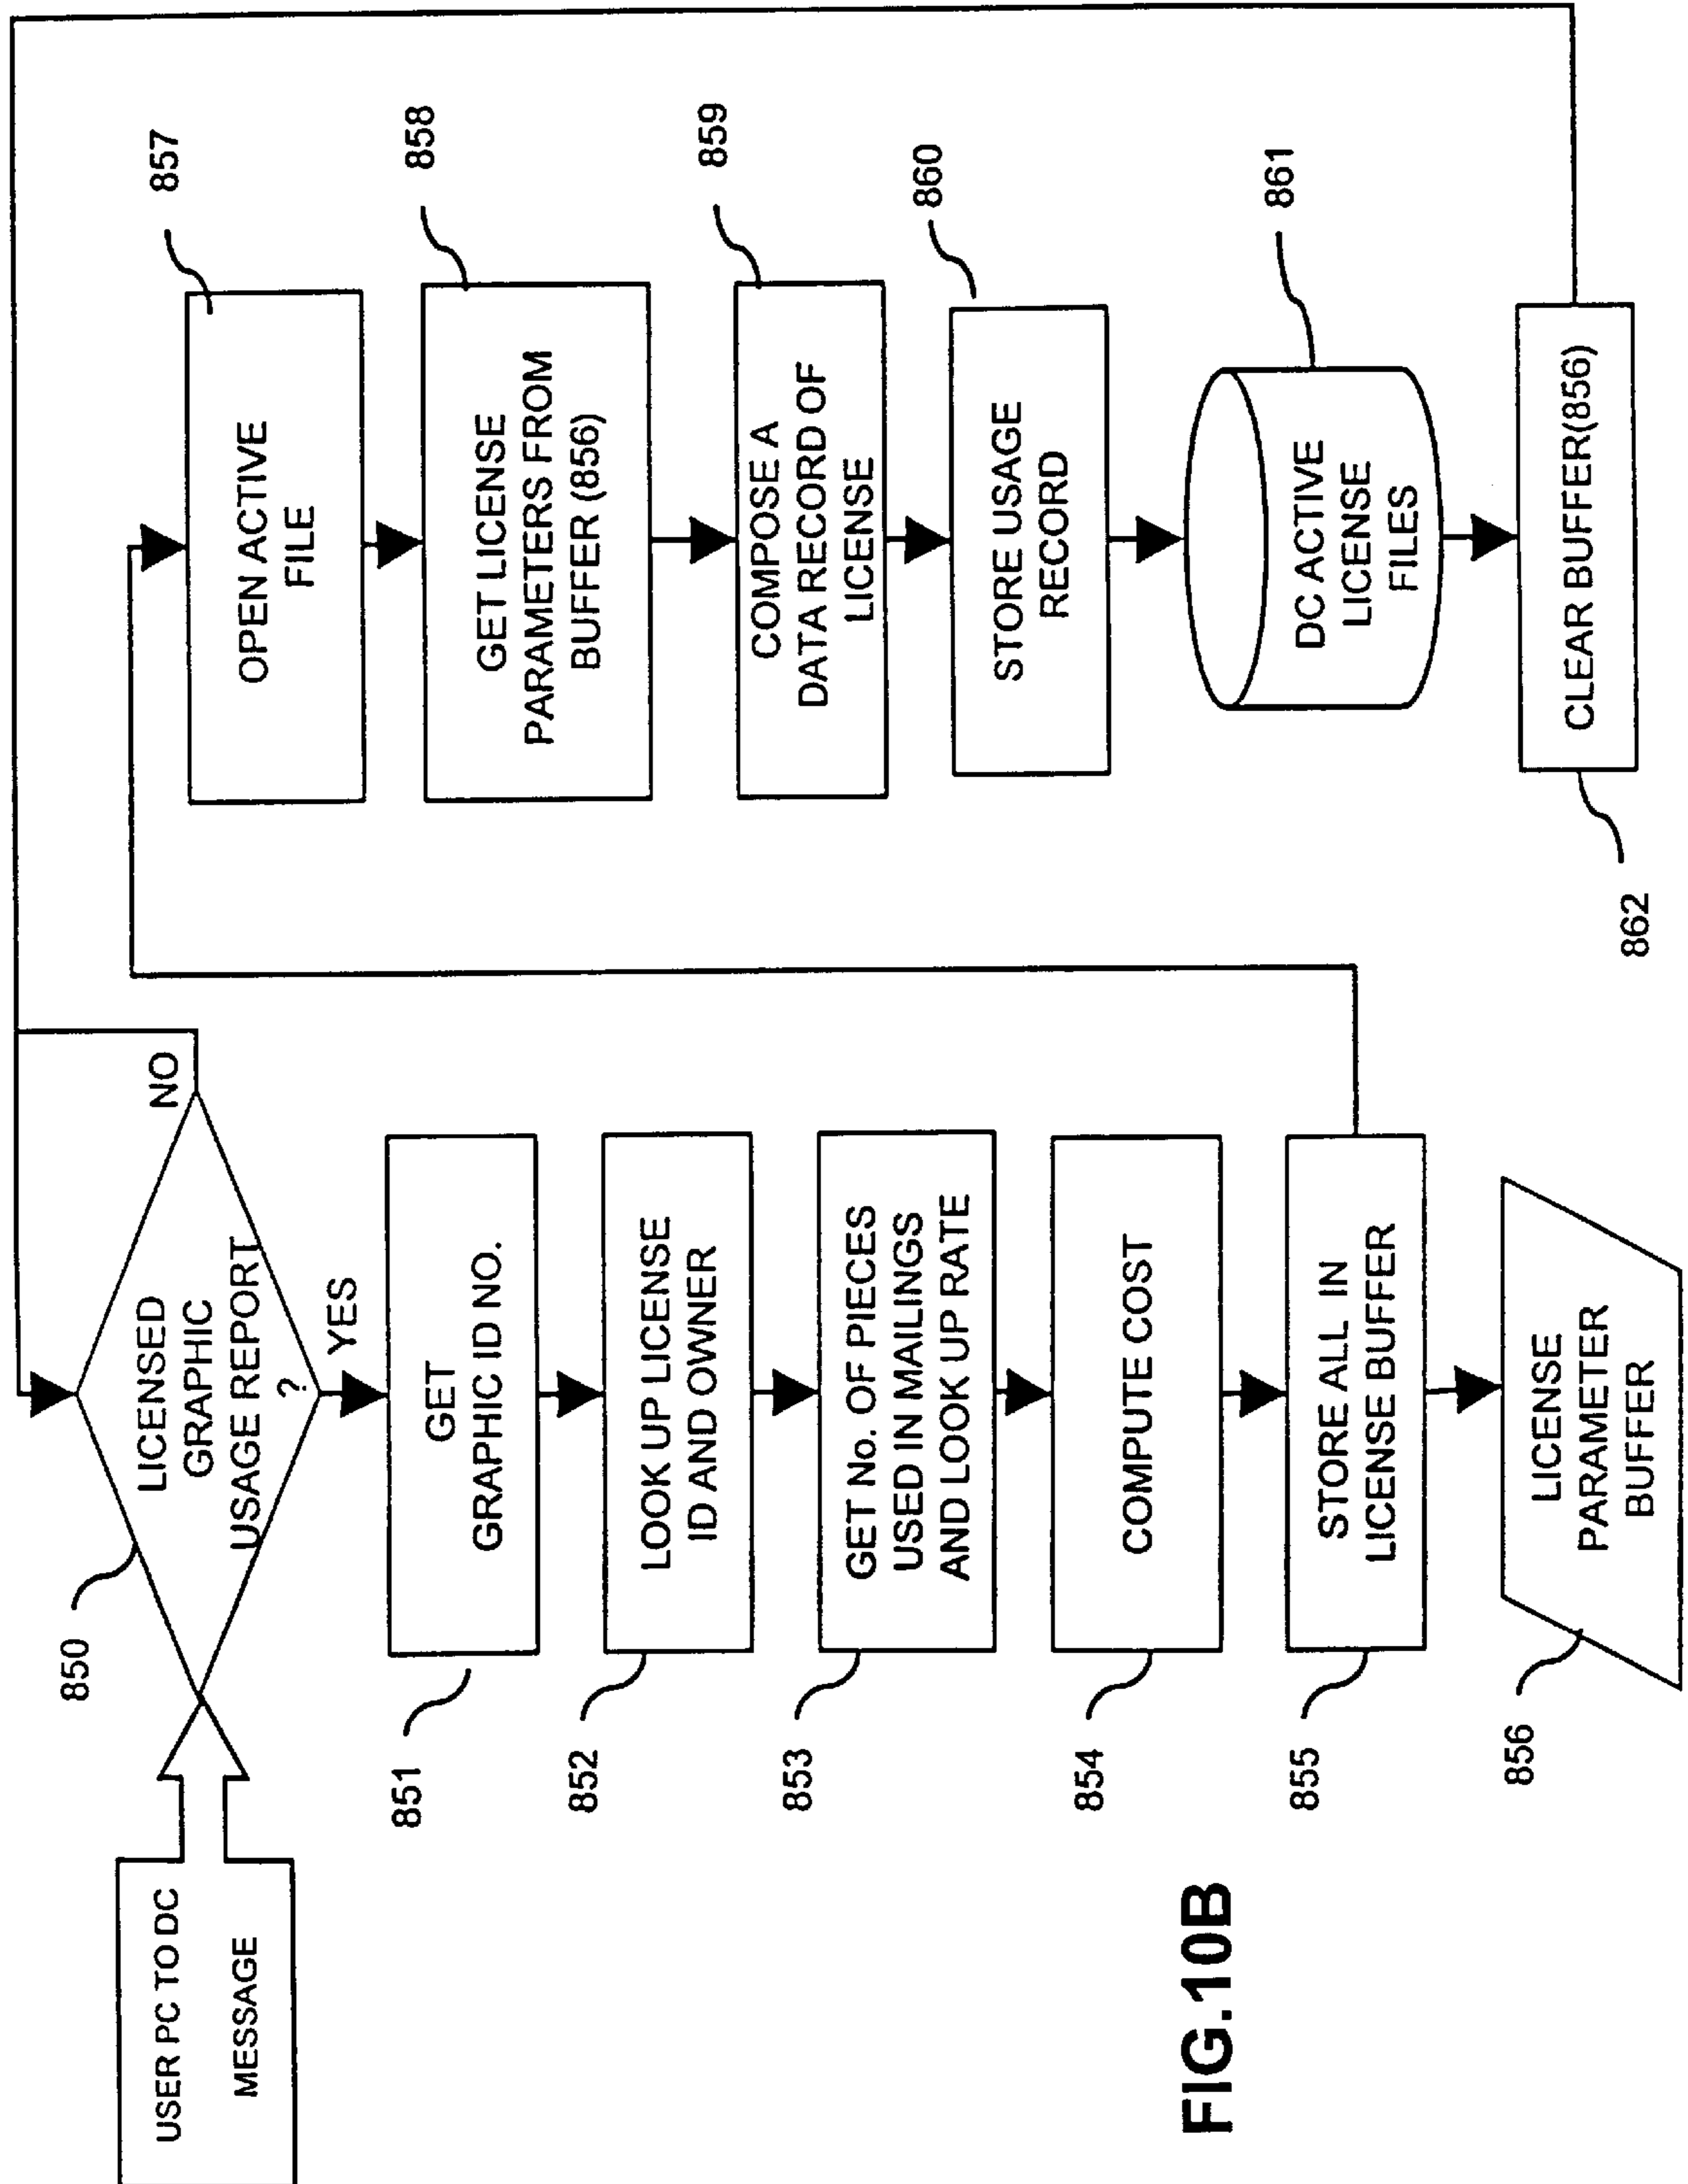 USER PC TO DC
MESSAGE
850
LICENSED
GRAPHIC
USAGE REPORT
?
NO
YES
851
GET
GRAPHIC ID NO.
852
LOOK UP LICENSE
ID AND OWNER
853
GET No. OF PIECES
USED IN MAILINGS
AND LOOK UP RATE
854
COMPUTE COST
855
STORE ALL IN
LICENSE BUFFER
856
LICENSE
PARAMETER
BUFFER
857
OPEN ACTIVE
FILE
858
GET LICENSE
PARAMETERS FROM
BUFFER (856)
859
COMPOSE A
DATA RECORD OF
LICENSE
860
STORE USAGE
RECORD
861
DC ACTIVE
LICENSE
FILES
CLEAR BUFFER(856)
862
FIG.10B